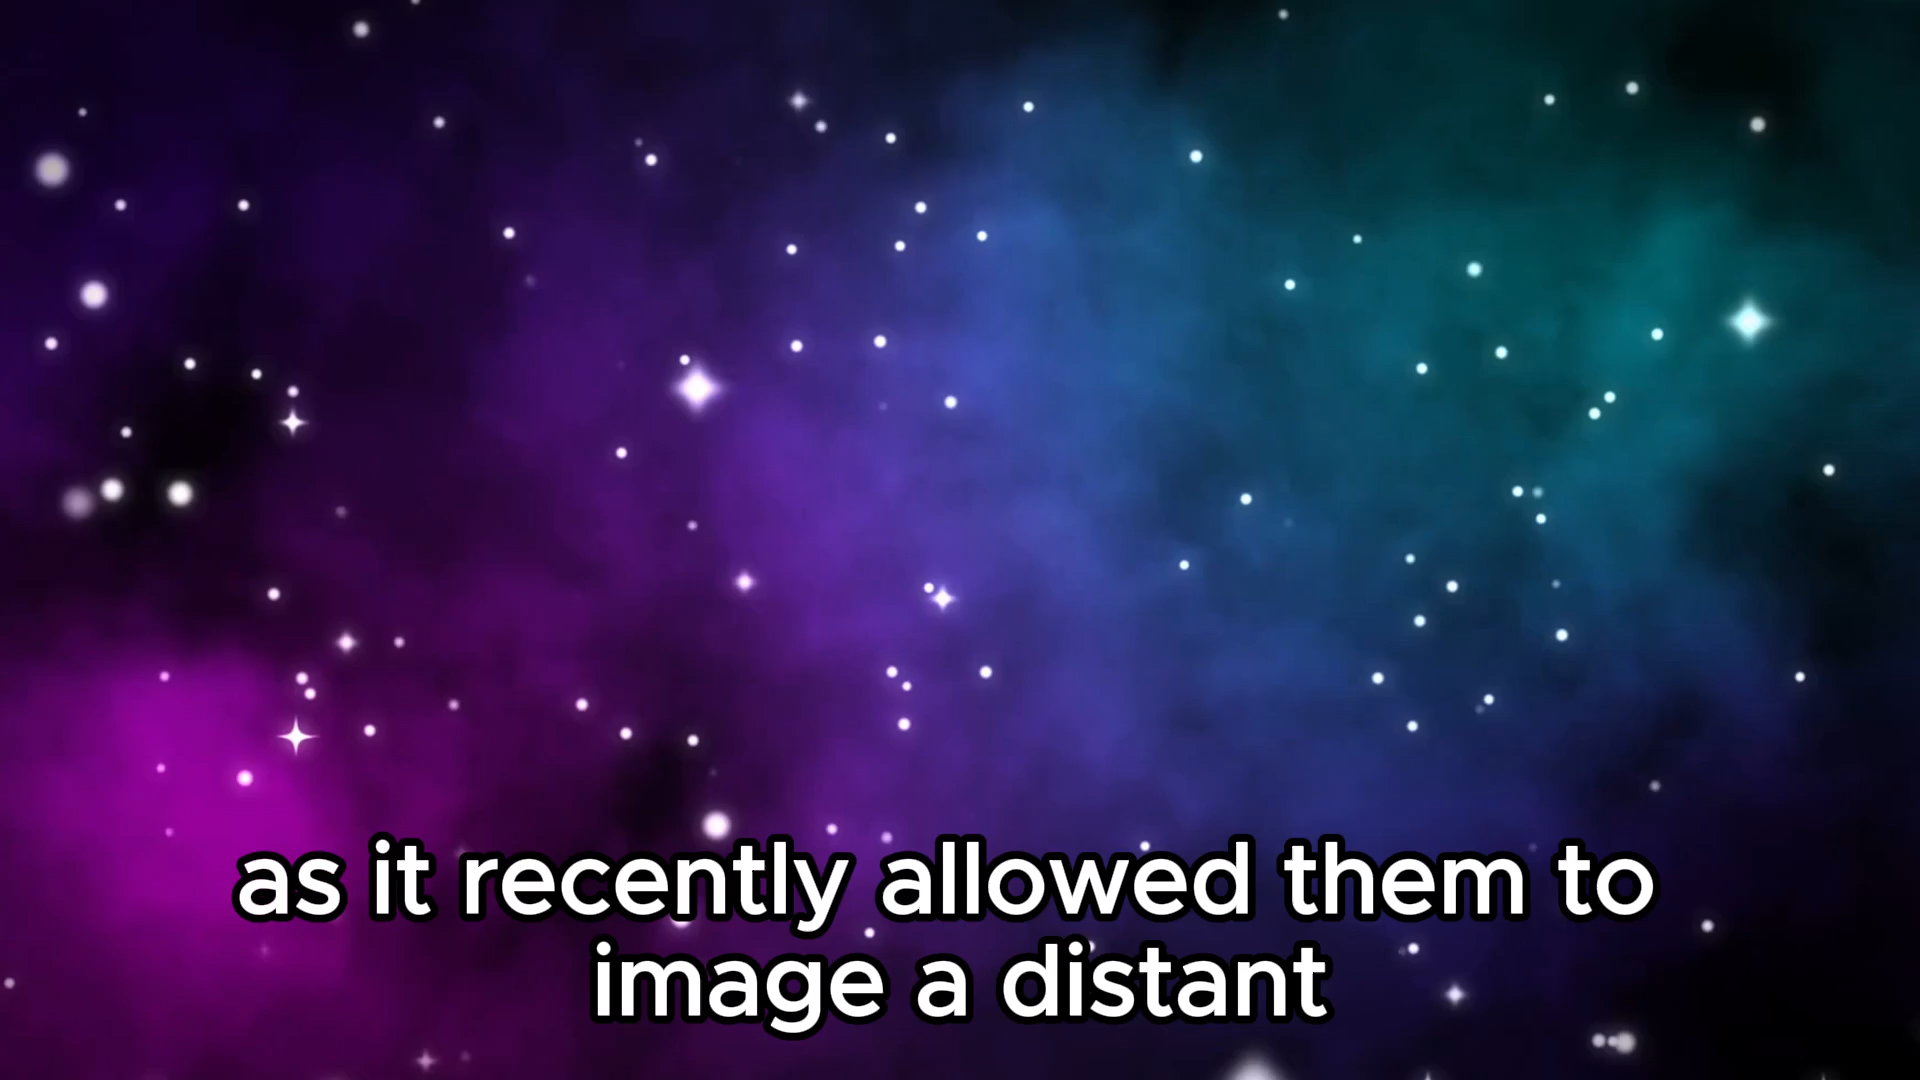 as it recently allowed them to
image a distant